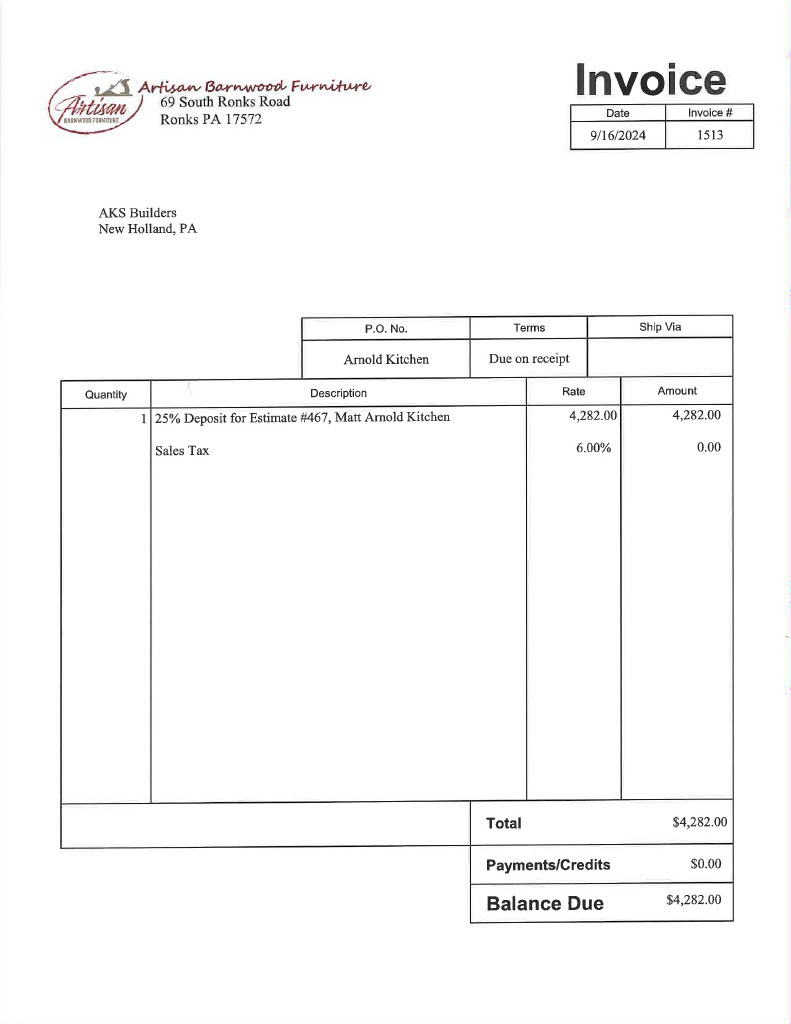 Invoice
Artisan Barnwood Furniture
69 South Ronks Road
Ronks PA 17572
Artisan
BARNWOOD FURNITURE
Date Invoice #
9/16/2024 1513
AKS Builders
New Holland, PA
P.O. No. Terms Ship Via
Arnold Kitchen Due on receipt
Quantity Description Rate Amount
1 25% Deposit for Estimate #467, Matt Arnold Kitchen 4,282.00 4,282.00
Sales Tax 6.00% 0.00
Total $4,282.00
Payments/Credits $0.00
Balance Due $4,282.00